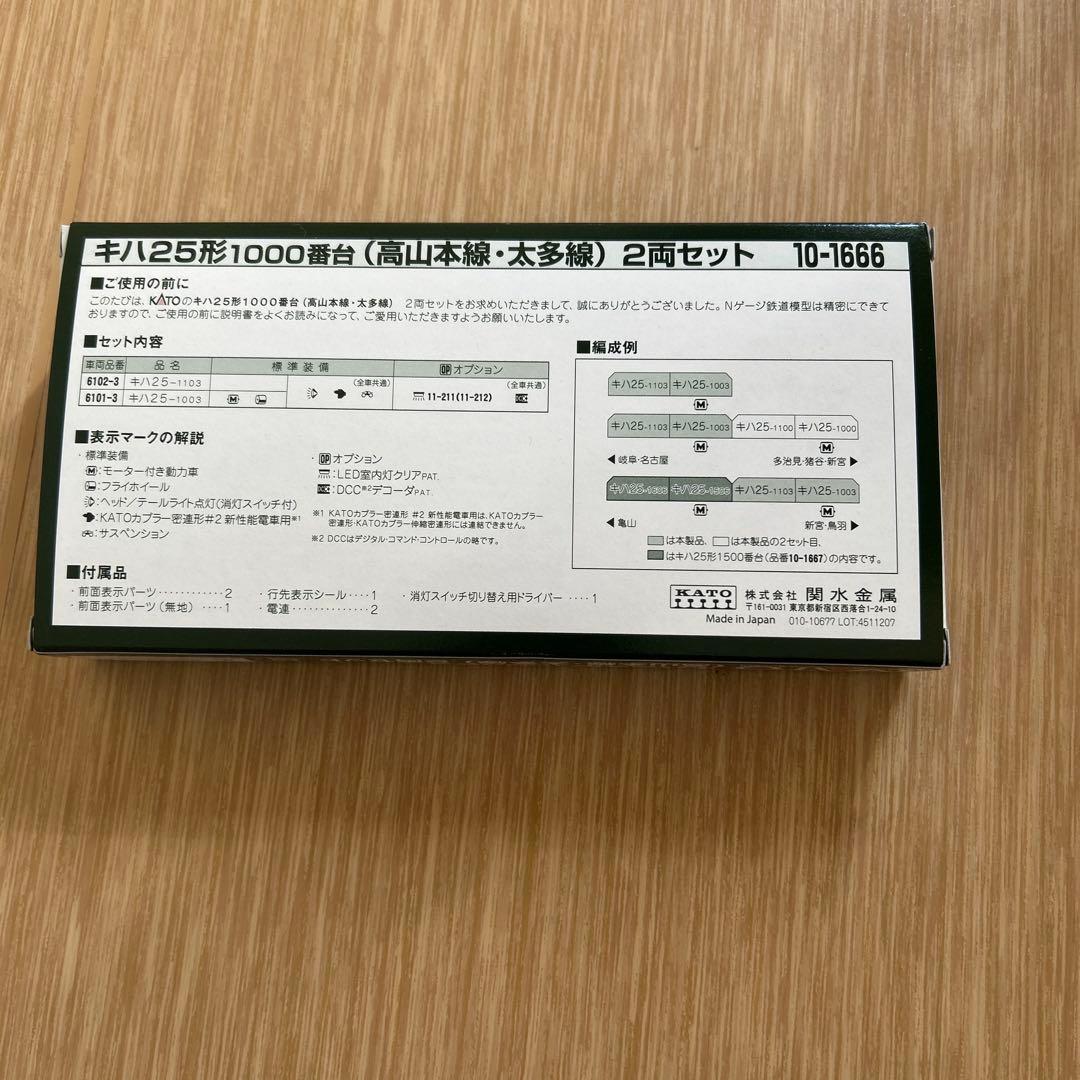 キハ25形1000番台(高山本線・太多線) 2両セット 10-1666
■ご使用の前に
このたびは、KATOのキハ25形1000番台(高山本線・太多線) 2両セットをお求めいただきまして、誠にありがとうございました。Nゲージ鉄道模型は精密にできて
おりますので、ご使用の前に説明書をよくお読みになって、ご愛用いただきますようお願いいたします。
■セット内容
車両品番 品名 標準装備 OPオプション
6102-3 キハ25-1103 (全車共通) (全車共通)
6101-3 キハ25-1003 M 11-211(11-212)
■表示マークの解説
・標準装備
M:モーター付き動力車
:フライホイール
:ヘッド/テールライト点灯(消灯スイッチ付)
:KATOカプラー密連形#2 新性能電車用※1
:サスペンション
・OPオプション
:LED室内灯クリアPAT.
:DCC※2デコーダPAT.
※1 KATOカプラー密連形 #2 新性能電車用は、KATOカプラー
密連形・KATOカプラー伸縮密連形には連結できません。
※2 DCCはデジタル・コマンド・コントロールの略です。
■付属品
・前面表示パーツ…………2
・前面表示パーツ(無地)…1
・行先表示シール…1
・電連……………2
・消灯スイッチ切り替え用ドライバー…1
■編成例
キハ25-1103 キハ25-1003
M
キハ25-1103 キハ25-1003 キハ25-1100 キハ25-1000
M M
◀岐阜・名古屋 多治見・猪谷・新宮▶
キハ25-1606 キハ25-1506 キハ25-1103 キハ25-1003
M M
◀亀山 新宮・鳥羽▶
は本製品、は本製品の2セット目、
はキハ25形1500番台(品番10-1667)の内容です。
KATO 株式会社 関水金属
〒161-0031 東京都新宿区西落合1-24-10
Made in Japan 010-10677 LOT:4511207